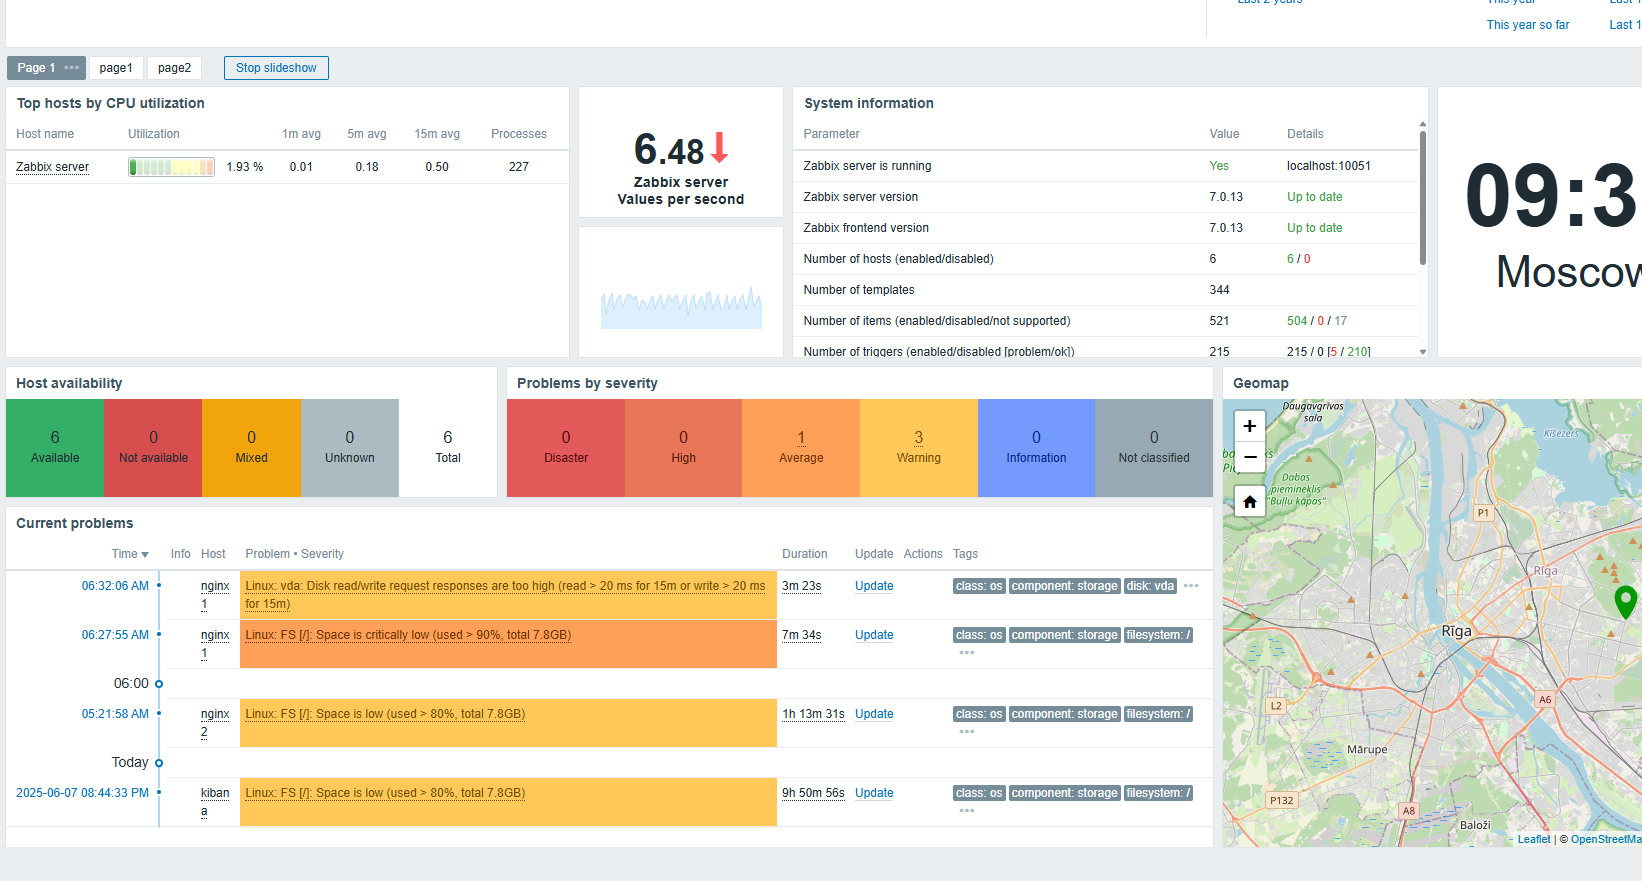 Last 2 years
This year
This year so far
Page 1 ••• page1 page2 Stop slideshow
Top hosts by CPU utilization
Host name Utilization 1m avg 5m avg 15m avg Processes
Zabbix server 1.93 % 0.01 0.18 0.50 227
6.48
Zabbix server
Values per second
System information
Parameter Value Details
Zabbix server is running Yes localhost:10051
Zabbix server version 7.0.13 Up to date
Zabbix frontend version 7.0.13 Up to date
Number of hosts (enabled/disabled) 6 6 / 0
Number of templates 344
Number of items (enabled/disabled/not supported) 521 504 / 0 / 17
Number of triggers (enabled/disabled [problem/ok]) 215 215 / 0 [5 / 210]
09:3
Moscow
Host availability
6 Available
0 Not available
0 Mixed
0 Unknown
6 Total
Problems by severity
0 Disaster
0 High
1 Average
3 Warning
0 Information
0 Not classified
Current problems
Time Info Host Problem • Severity Duration Update Actions Tags
06:32:06 AM nginx Linux: vda: Disk read/write request responses are too high (read > 20 ms for 15m or write > 20 ms 3m 23s Update class: os component: storage disk: vda •••
1 for 15m)
06:27:55 AM nginx Linux: FS [/]: Space is critically low (used > 90%, total 7.8GB) 7m 34s Update class: os component: storage filesystem: /
1 •••
06:00
05:21:58 AM nginx Linux: FS [/]: Space is low (used > 80%, total 7.8GB) 1h 13m 31s Update class: os component: storage filesystem: /
2 •••
Today
2025-06-07 08:44:33 PM kiban Linux: FS [/]: Space is low (used > 80%, total 7.8GB) 9h 50m 56s Update class: os component: storage filesystem: /
a •••
Geomap
+
−
Daugavgrīvas
sala
Ķīšezers
Dabas
piemineklis
"Buļļu kāpas"
P1
Rīga
Rīga
A6
L2
Mārupe
P132
A8
Baloži
Leaflet | © OpenStreetMa